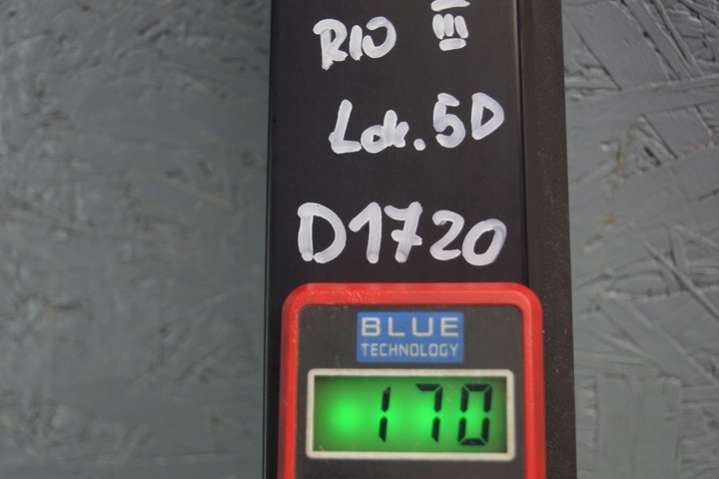 RIO III
Lak. 5D
D1720
BLUE
TECHNOLOGY
170